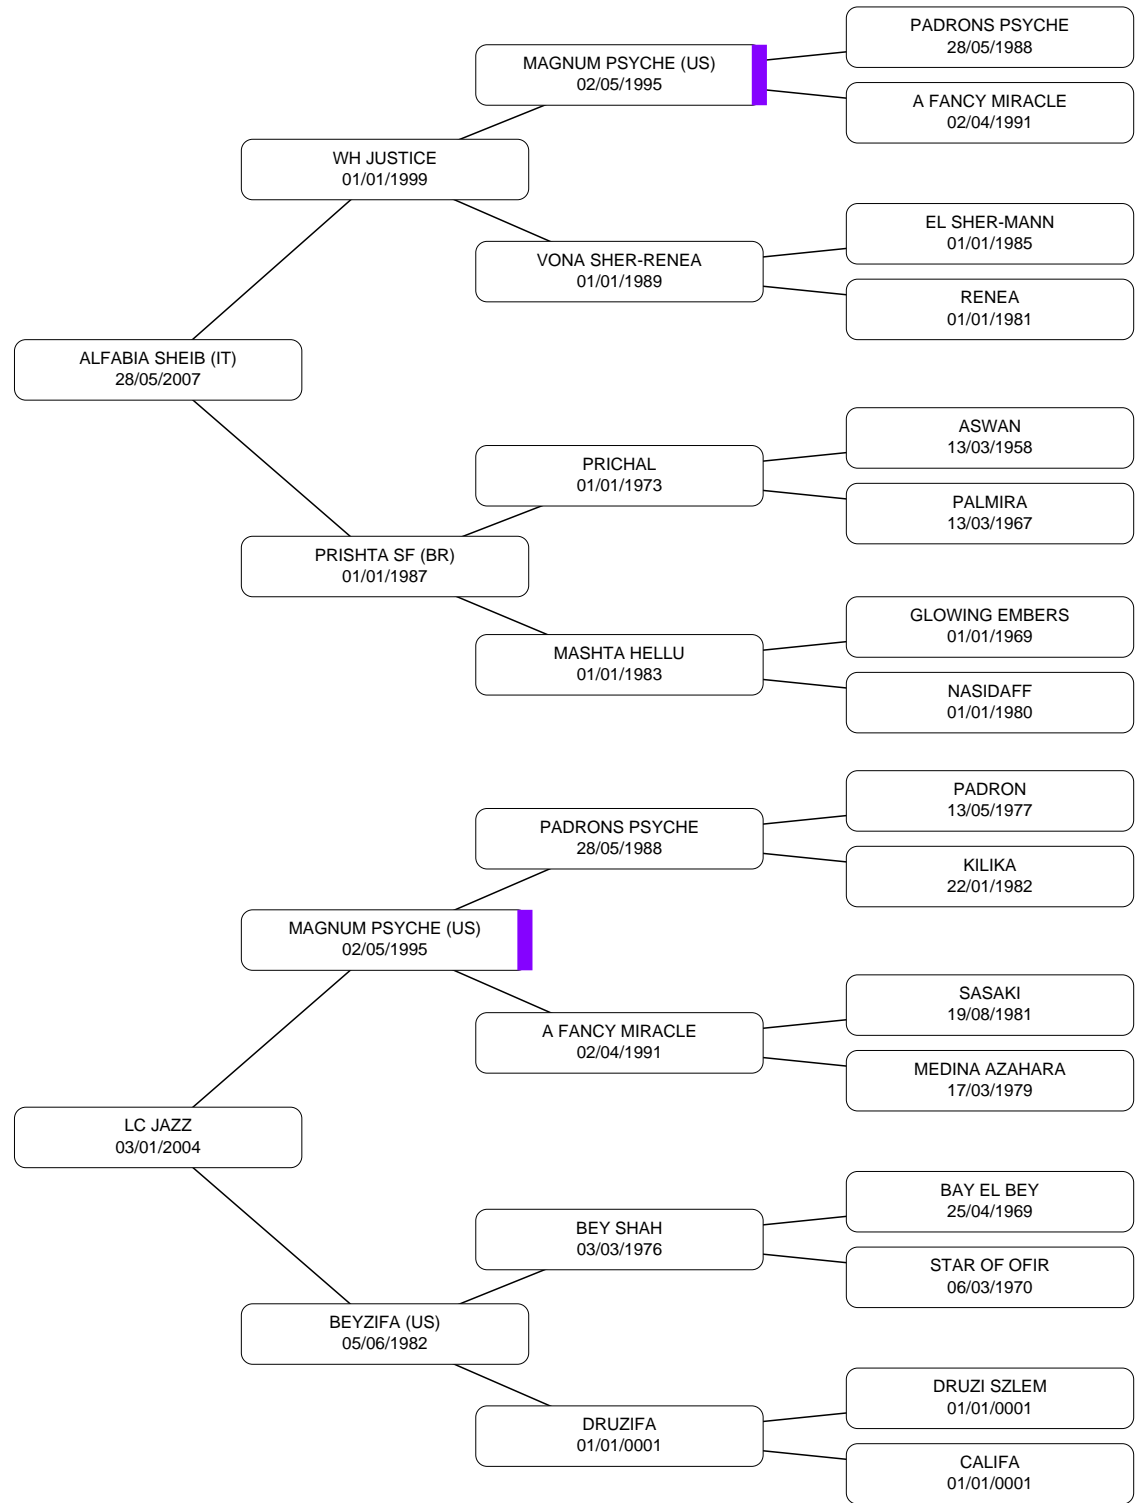 PADRONS PSYCHE
28/05/1988
MAGNUM PSYCHE (US)
02/05/1995
A FANCY MIRACLE
02/04/1991
WH JUSTICE
01/01/1999
EL SHER-MANN
01/01/1985
VONA SHER-RENEA
01/01/1989
RENEA
01/01/1981
ALFABIA SHEIB (IT)
28/05/2007
ASWAN
13/03/1958
PRICHAL
01/01/1973
PALMIRA
13/03/1967
PRISHTA SF (BR)
01/01/1987
GLOWING EMBERS
01/01/1969
MASHTA HELLU
01/01/1983
NASIDAFF
01/01/1980
PADRON
13/05/1977
PADRONS PSYCHE
28/05/1988
KILIKA
22/01/1982
MAGNUM PSYCHE (US)
02/05/1995
SASAKI
19/08/1981
A FANCY MIRACLE
02/04/1991
MEDINA AZAHARA
17/03/1979
LC JAZZ
03/01/2004
BAY EL BEY
25/04/1969
BEY SHAH
03/03/1976
STAR OF OFIR
06/03/1970
BEYZIFA (US)
05/06/1982
DRUZI SZLEM
01/01/0001
DRUZIFA
01/01/0001
CALIFA
01/01/0001